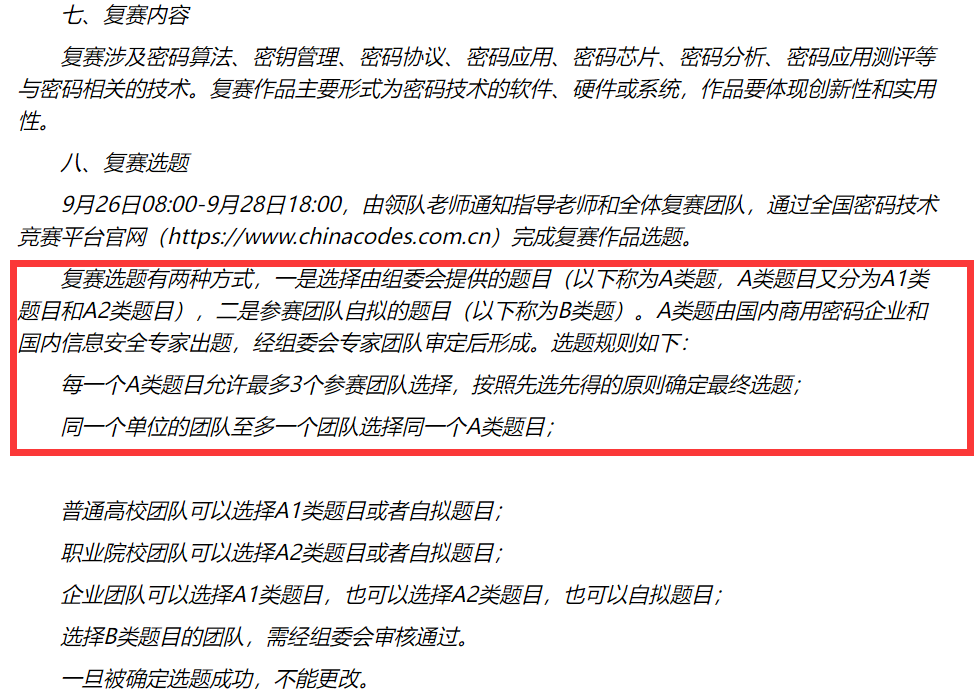 七、复赛内容
复赛涉及密码算法、密钥管理、密码协议、密码应用、密码芯片、密码分析、密码应用测评等
与密码相关的技术。复赛作品主要形式为密码技术的软件、硬件或系统，作品要体现创新性和实用
性。
八、复赛选题
9月26日08:00-9月28日18:00，由领队老师通知指导老师和全体复赛团队，通过全国密码技术
竞赛平台官网（https://www.chinacodes.com.cn）完成复赛作品选题。
复赛选题有两种方式，一是选择由组委会提供的题目（以下称为A类题，A类题目又分为A1类
题目和A2类题目），二是参赛团队自拟的题目（以下称为B类题）。A类题由国内商用密码企业和
国内信息安全专家出题，经组委会专家团队审定后形成。选题规则如下：
每一个A类题目允许最多3个参赛团队选择，按照先选先得的原则确定最终选题；
同一个单位的团队至多一个团队选择同一个A类题目；
普通高校团队可以选择A1类题目或者自拟题目；
职业院校团队可以选择A2类题目或者自拟题目；
企业团队可以选择A1类题目，也可以选择A2类题目，也可以自拟题目；
选择B类题目的团队，需经组委会审核通过。
一旦被确定选题成功，不能更改。